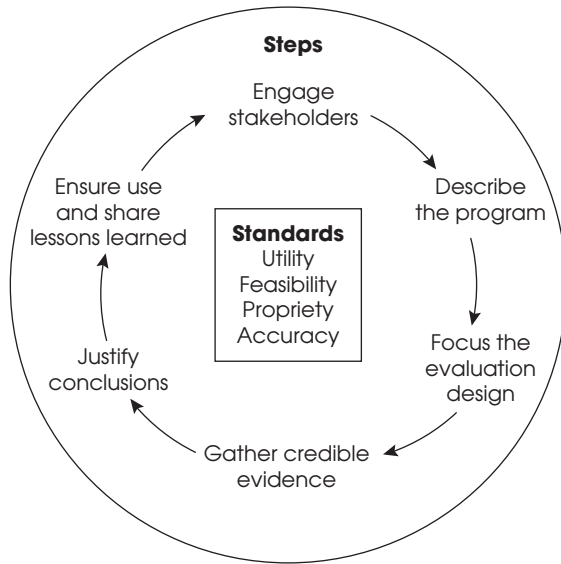 Steps
Engage
stakeholders
Describe
the program
Focus the
evaluation
design
Gather credible
evidence
Justify
conclusions
Ensure use
and share
lessons learned
Standards
Utility
Feasibility
Propriety
Accuracy